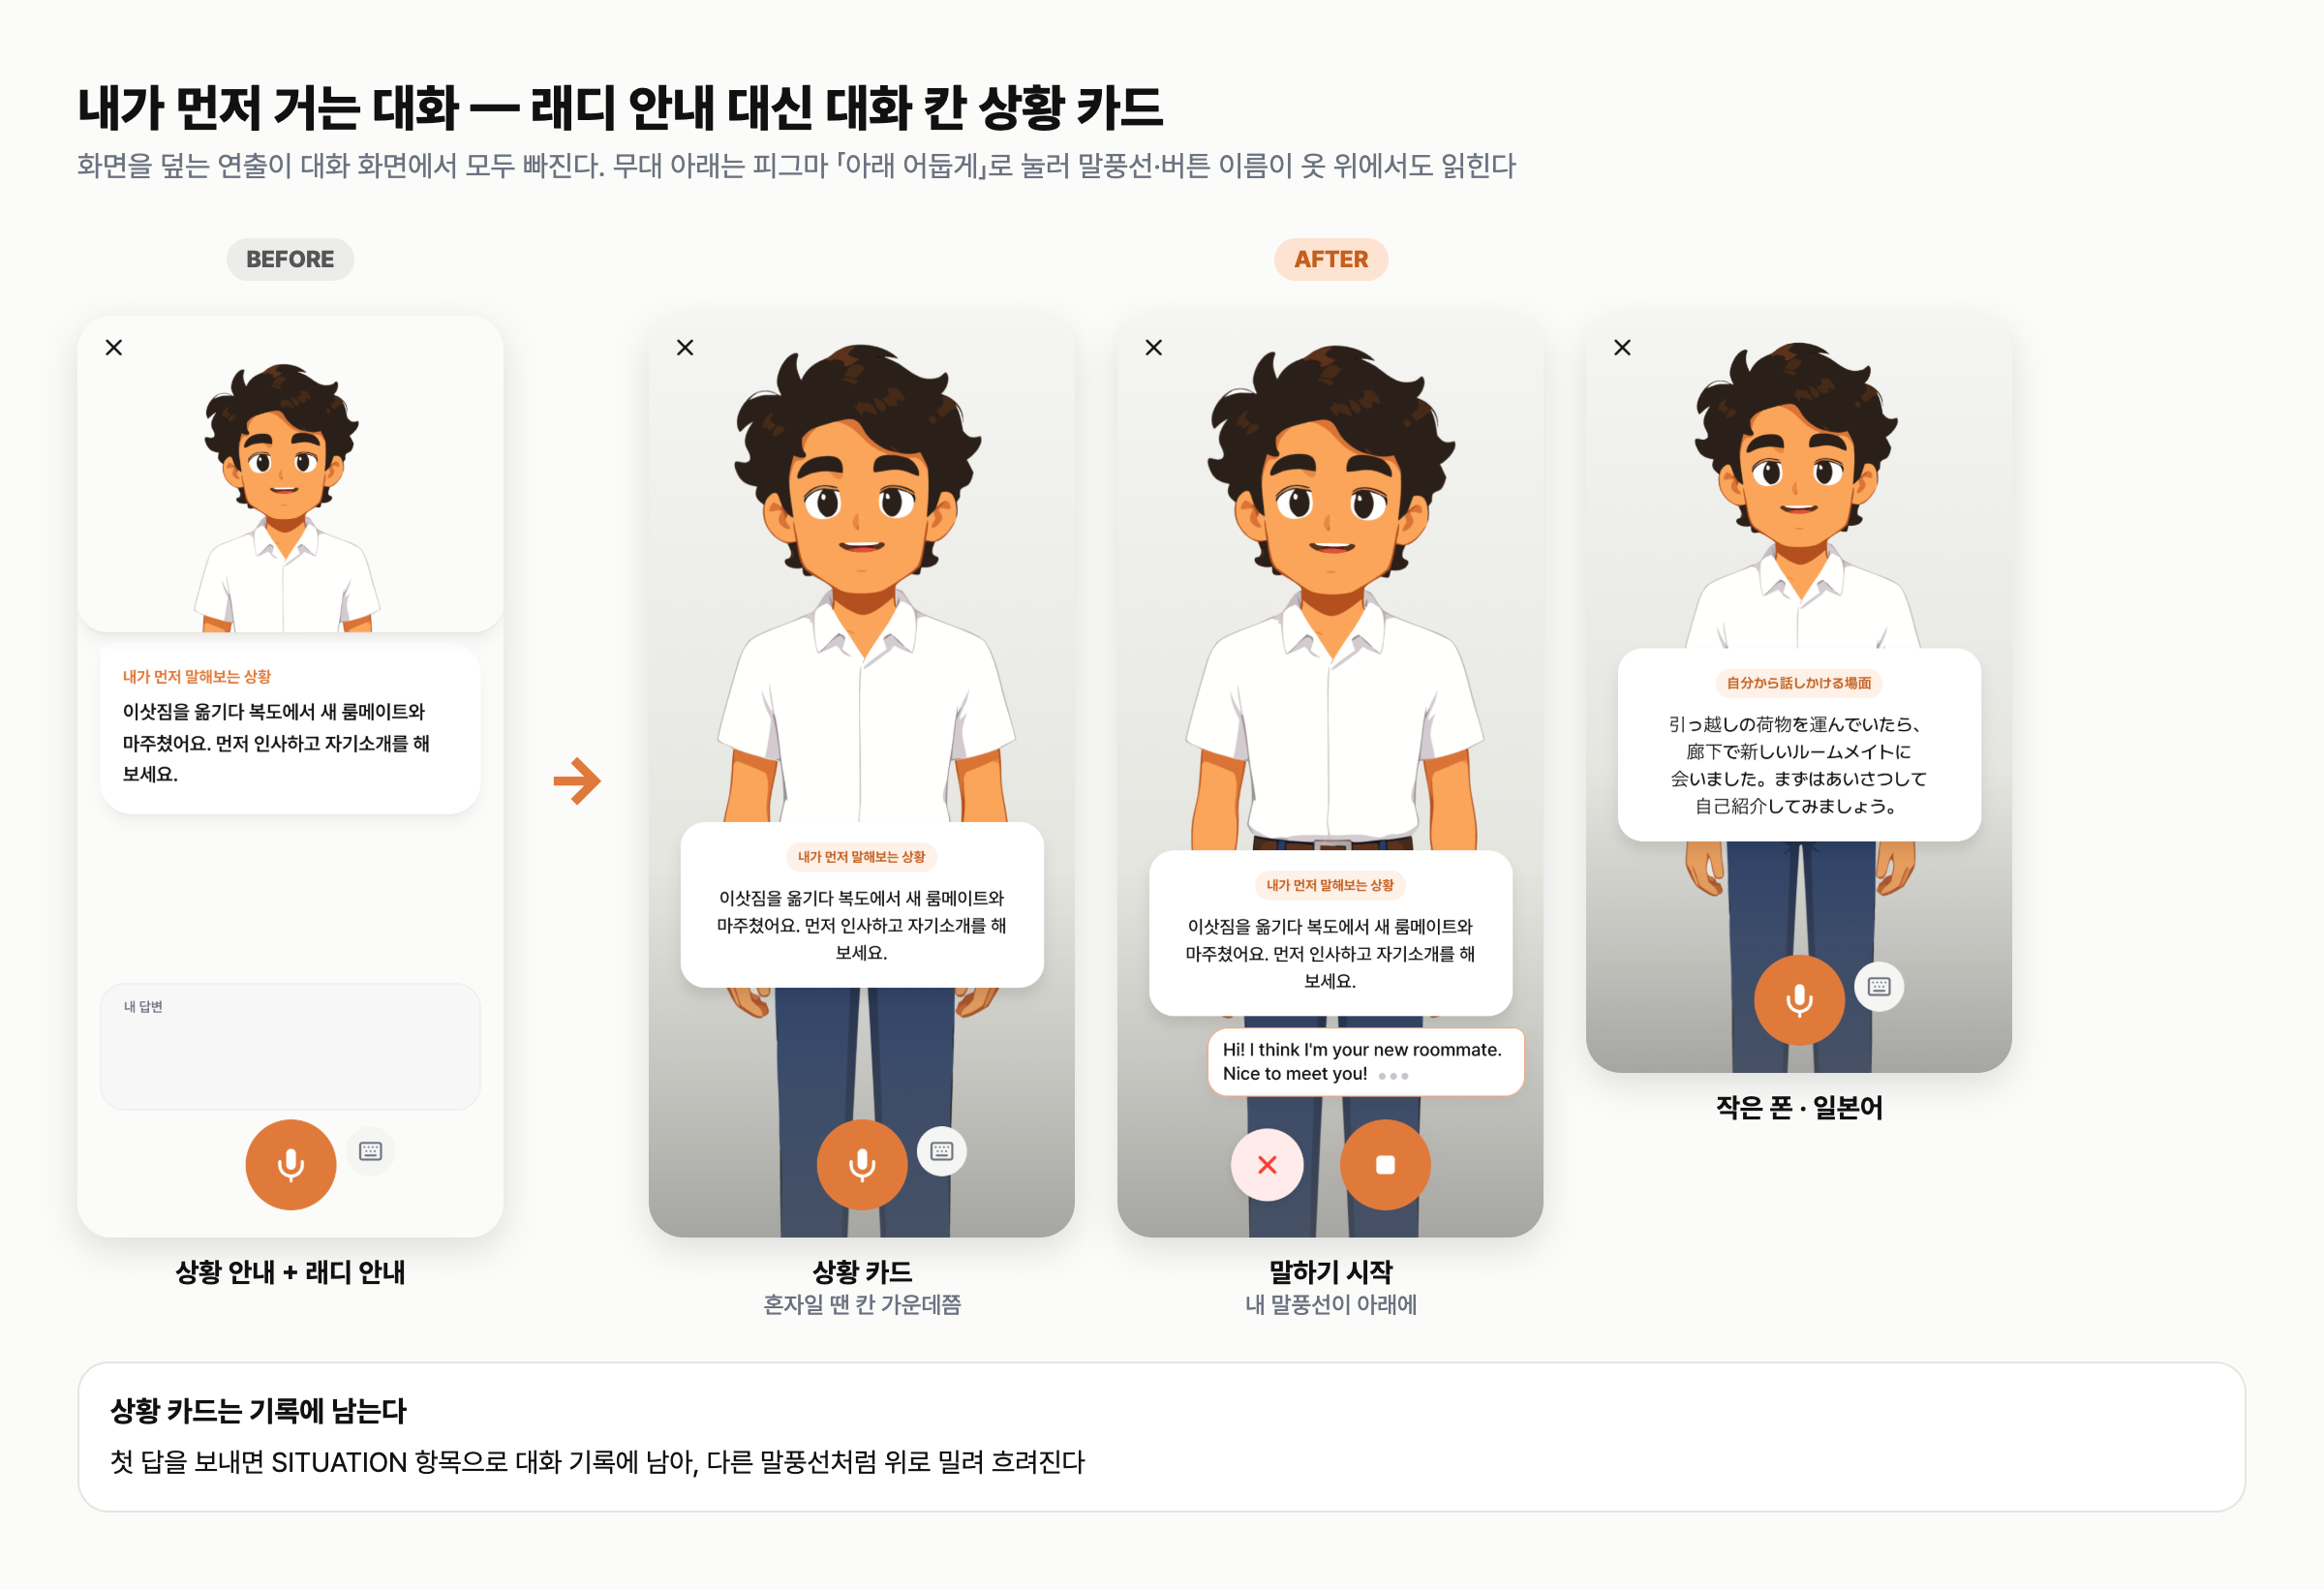 내가 먼저 거는 대화 — 래디 안내 대신 대화 칸 상황 카드
화면을 덮는 연출이 대화 화면에서 모두 빠진다. 무대 아래는 피그마 「아래 어둡게」로 눌러 말풍선·버튼 이름이 옷 위에서도 읽힌다
BEFORE
내가 먼저 말해보는 상황
이삿짐을 옮기다 복도에서 새 룸메이트와
마주쳤어요. 먼저 인사하고 자기소개를 해
보세요.
내 답변
상황 안내 + 래디 안내
AFTER
내가 먼저 말해보는 상황
이삿짐을 옮기다 복도에서 새 룸메이트와
마주쳤어요. 먼저 인사하고 자기소개를 해
보세요.
상황 카드
혼자일 땐 칸 가운데쯤
내가 먼저 말해보는 상황
이삿짐을 옮기다 복도에서 새 룸메이트와
마주쳤어요. 먼저 인사하고 자기소개를 해
보세요.
Hi! I think I'm your new roommate.
Nice to meet you!
말하기 시작
내 말풍선이 아래에
自分から話しかける場面
引っ越しの荷物を運んでいたら、
廊下で新しいルームメイトに
会いました。まずはあいさつして
自己紹介してみましょう。
작은 폰 · 일본어
상황 카드는 기록에 남는다
첫 답을 보내면 SITUATION 항목으로 대화 기록에 남아, 다른 말풍선처럼 위로 밀려 흐려진다